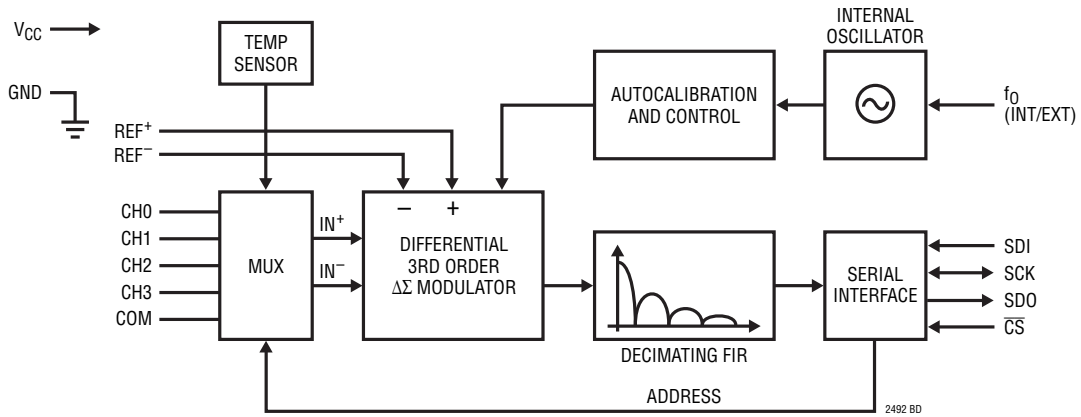 VCC
GND
TEMP
SENSOR
REF+
REF−
CH0
CH1
CH2
CH3
COM
MUX
IN+
IN−
− +
DIFFERENTIAL
3RD ORDER
ΔΣ MODULATOR
AUTOCALIBRATION
AND CONTROL
INTERNAL
OSCILLATOR
fO
(INT/EXT)
DECIMATING FIR
SERIAL
INTERFACE
SDI
SCK
SDO
C̅S̅
ADDRESS
2492 BD